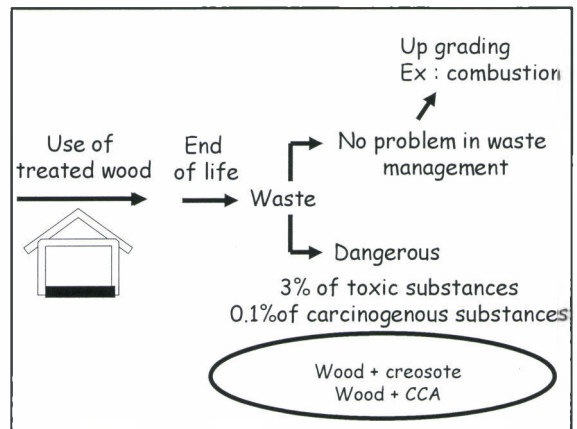 Up grading
Ex : combustion
Use of
treated wood
End
of life
Waste
No problem in waste
management
Dangerous
3% of toxic substances
0.1%of carcinogenous substances
Wood + creosote
Wood + CCA